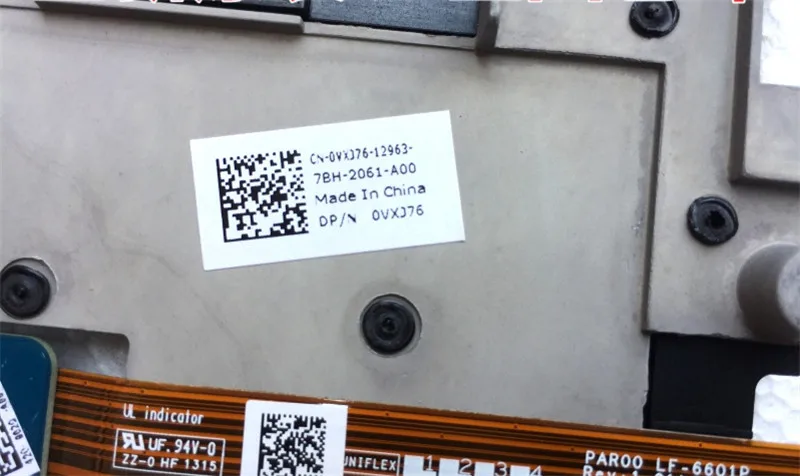 CN-0VXJ76-12963-
7BH-2061-A00
Made In China
DP/N 0VXJ76
UL indicator
UF. 94V-0
ZZ-0 HF 1315
UNIFLEX 1 2 3 4
PAROO LF-6601P